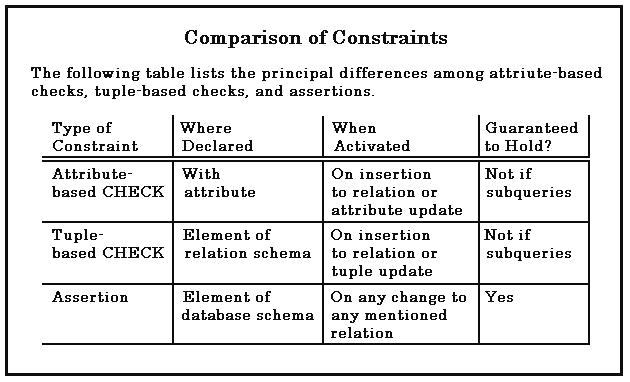 Comparison of Constraints
The following table lists the principal differences among attriute-based
checks, tuple-based checks, and assertions.
Type of Constraint | Where Declared | When Activated | Guaranteed to Hold?
Attribute-based CHECK | With attribute | On insertion to relation or attribute update | Not if subqueries
Tuple-based CHECK | Element of relation schema | On insertion to relation or tuple update | Not if subqueries
Assertion | Element of database schema | On any change to any mentioned relation | Yes